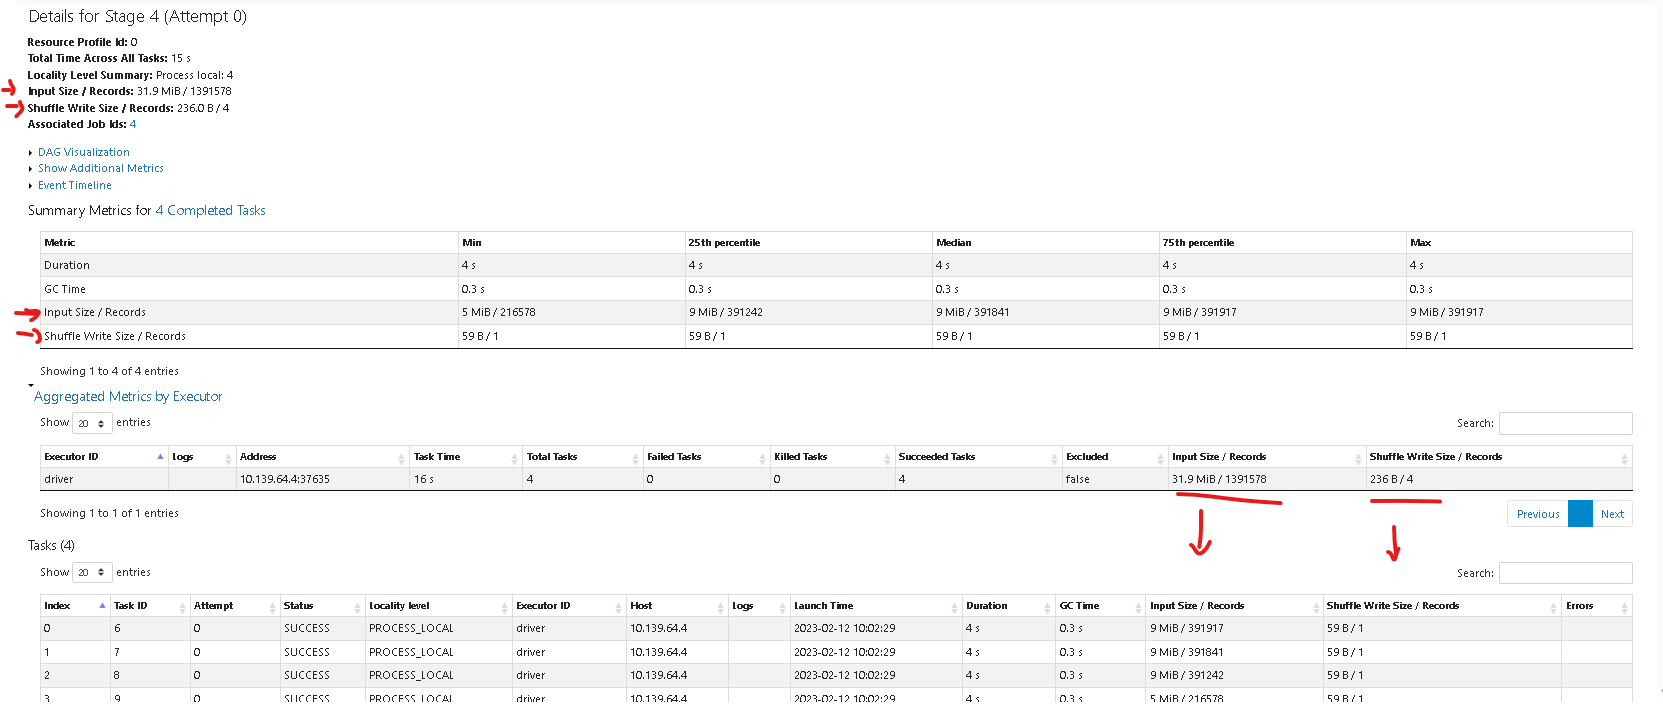 Details for Stage 4 (Attempt 0)
Resource Profile Id: 0
Total Time Across All Tasks: 15 s
Locality Level Summary: Process local: 4
Input Size / Records: 31.9 MiB / 1391578
Shuffle Write Size / Records: 236.0 B / 4
Associated Job Ids: 4
DAG Visualization
Show Additional Metrics
Event Timeline
Summary Metrics for 4 Completed Tasks
Metric Min 25th percentile Median 75th percentile Max
Duration 4 s 4 s 4 s 4 s 4 s
GC Time 0.3 s 0.3 s 0.3 s 0.3 s 0.3 s
Input Size / Records 5 MiB / 216578 9 MiB / 391242 9 MiB / 391841 9 MiB / 391917 9 MiB / 391917
Shuffle Write Size / Records 59 B / 1 59 B / 1 59 B / 1 59 B / 1 59 B / 1
Showing 1 to 4 of 4 entries
Aggregated Metrics by Executor
Show 20 entries Search:
Executor ID Logs Address Task Time Total Tasks Failed Tasks Killed Tasks Succeeded Tasks Excluded Input Size / Records Shuffle Write Size / Records
driver 10.139.64.4:37635 16 s 4 0 0 4 false 31.9 MiB / 1391578 236 B / 4
Showing 1 to 1 of 1 entries Previous Next
Tasks (4)
Show 20 entries Search:
Index Task ID Attempt Status Locality level Executor ID Host Logs Launch Time Duration GC Time Input Size / Records Shuffle Write Size / Records Errors
0 6 0 SUCCESS PROCESS_LOCAL driver 10.139.64.4 2023-02-12 10:02:29 4 s 0.3 s 9 MiB / 391917 59 B / 1
1 7 0 SUCCESS PROCESS_LOCAL driver 10.139.64.4 2023-02-12 10:02:29 4 s 0.3 s 9 MiB / 391841 59 B / 1
2 8 0 SUCCESS PROCESS_LOCAL driver 10.139.64.4 2023-02-12 10:02:29 4 s 0.3 s 9 MiB / 391242 59 B / 1
3 9 0 SUCCESS PROCESS_LOCAL driver 10.139.64.4 2023-02-12 10:02:29 4 s 0.3 s 5 MiB / 216578 59 B / 1